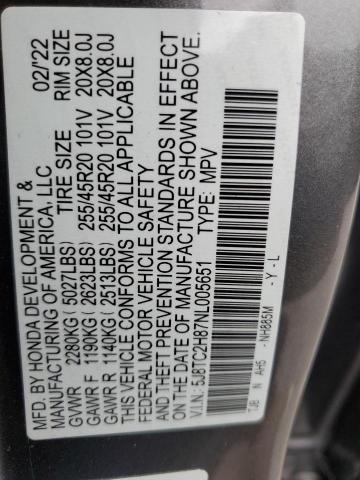 MFD. BY HONDA DEVELOPMENT & 02/'22
MANUFACTURING OF AMERICA, LLC
TIRE SIZE RIM SIZE
GVWR 2280KG (5027LBS)
GAWR F 1190KG (2623LBS) 255/45R20 101V 20X8.0J
GAWR R 1140KG (2513LBS) 255/45R20 101V 20X8.0J
THIS VEHICLE CONFORMS TO ALL APPLICABLE
FEDERAL MOTOR VEHICLE SAFETY
AND THEFT PREVENTION STANDARDS IN EFFECT
ON THE DATE OF MANUFACTURE SHOWN ABOVE.
V.I.N.: 5J8TC2H87NL005651 TYPE: MPV
TJB N AH5 - NH885M - Y - L